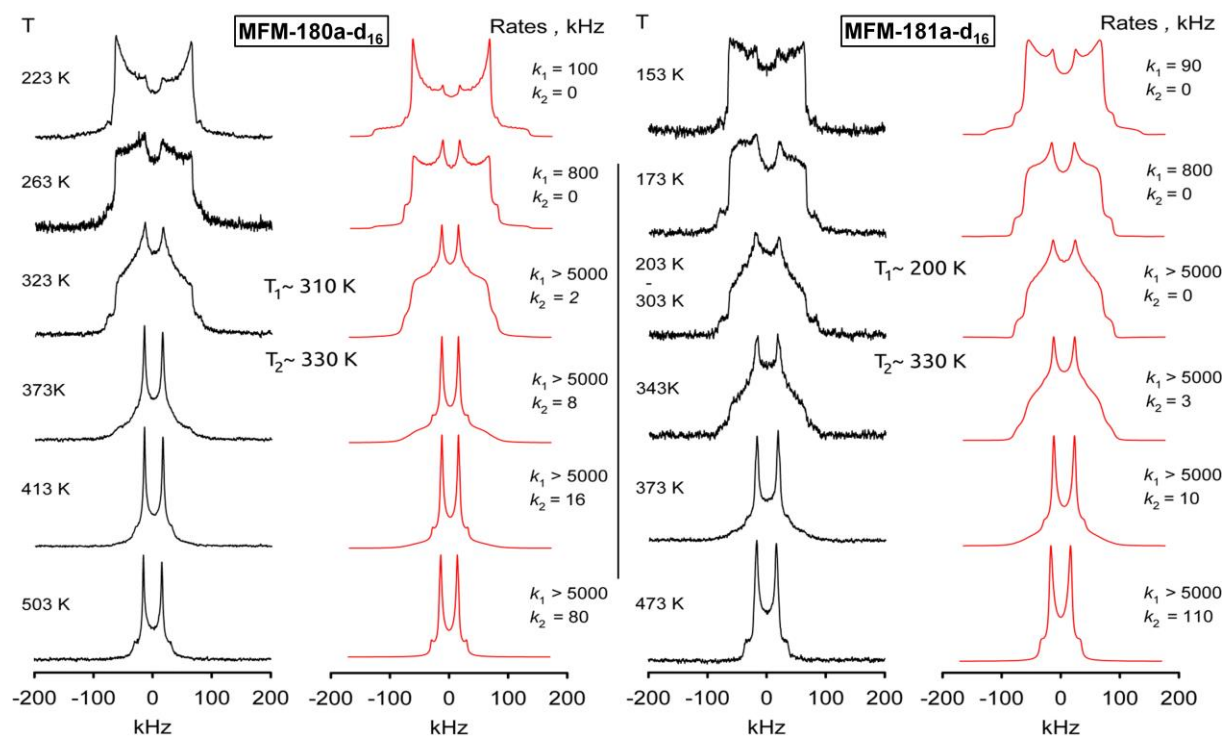 T
MFM-180a-d16
Rates , kHz
223 K
k1 = 100
k2 = 0
263 K
k1 = 800
k2 = 0
323 K
T1~ 310 K
k1 > 5000
k2 = 2
T2~ 330 K
373K
k1 > 5000
k2 = 8
413 K
k1 > 5000
k2 = 16
503 K
k1 > 5000
k2 = 80
-200 -100 0 100 200
kHz
-200 -100 0 100 200
kHz
T
MFM-181a-d16
Rates, kHz
153 K
k1 = 90
k2 = 0
173 K
k1 = 800
k2 = 0
203 K
-
303 K
T1~ 200 K
k1 > 5000
k2 = 0
T2~ 330 K
343K
k1 > 5000
k2 = 3
373 K
k1 > 5000
k2 = 10
473 K
k1 > 5000
k2 = 110
-200 -100 0 100 200
kHz
-200 -100 0 100 200
kHz